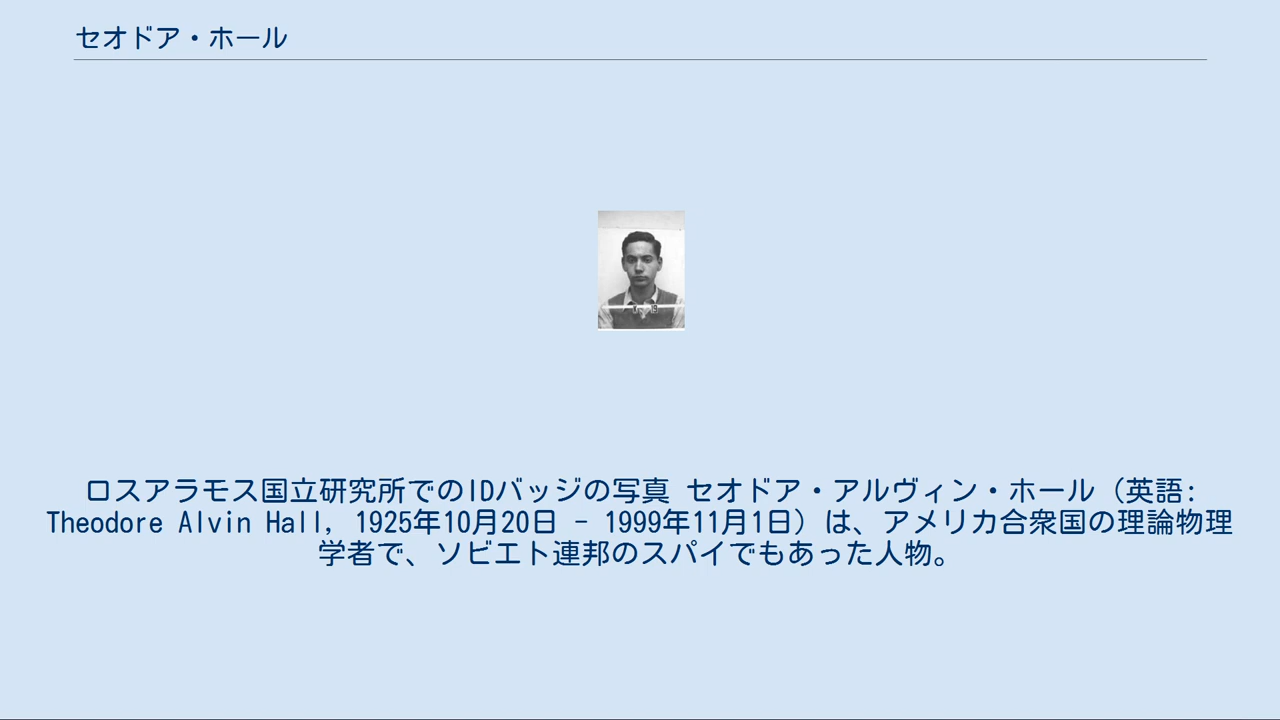 セオドア・ホール
ロスアラモス国立研究所でのIDバッジの写真 セオドア・アルヴィン・ホール（英語:
Theodore Alvin Hall, 1925年10月20日 - 1999年11月1日）は、アメリカ合衆国の理論物理
学者で、ソビエト連邦のスパイでもあった人物。